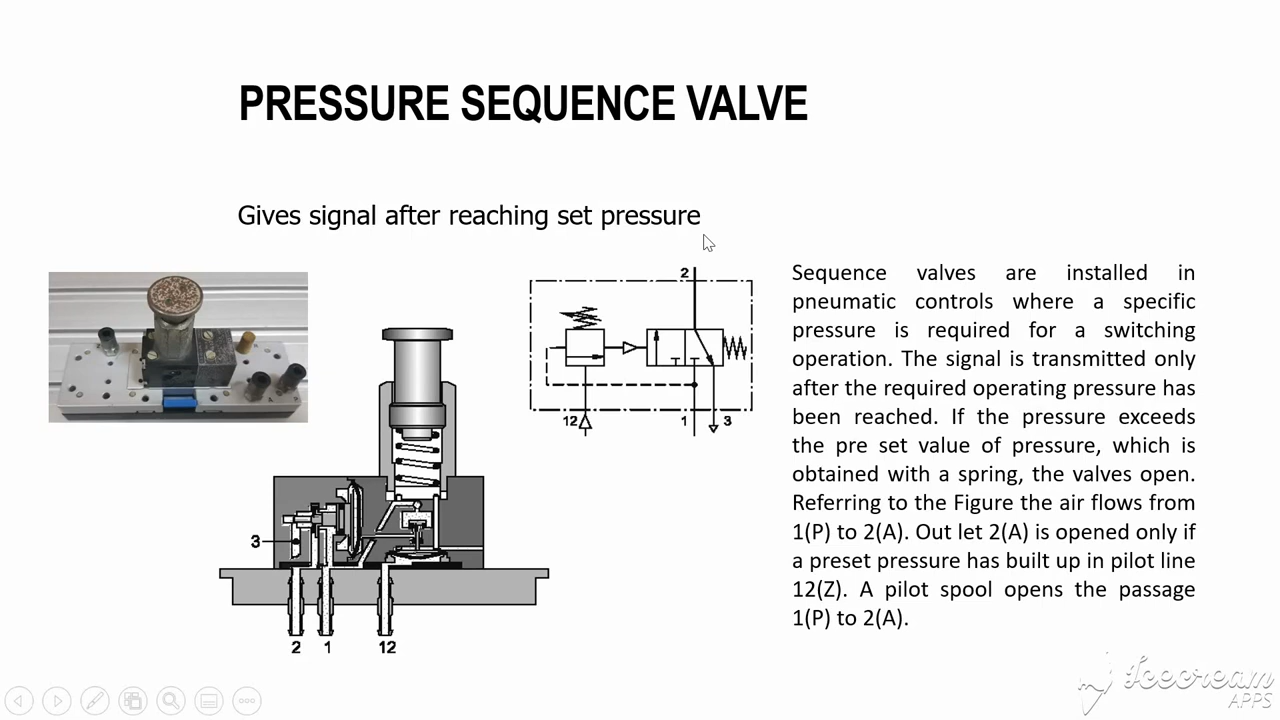 PRESSURE SEQUENCE VALVE
Gives signal after reaching set pressure
2
12
1
3
3
2
1
12
Sequence valves are installed in
pneumatic controls where a specific
pressure is required for a switching
operation. The signal is transmitted only
after the required operating pressure has
been reached. If the pressure exceeds
the pre set value of pressure, which is
obtained with a spring, the valves open.
Referring to the Figure the air flows from
1(P) to 2(A). Out let 2(A) is opened only if
a preset pressure has built up in pilot line
12(Z). A pilot spool opens the passage
1(P) to 2(A).
Icecream
APPS